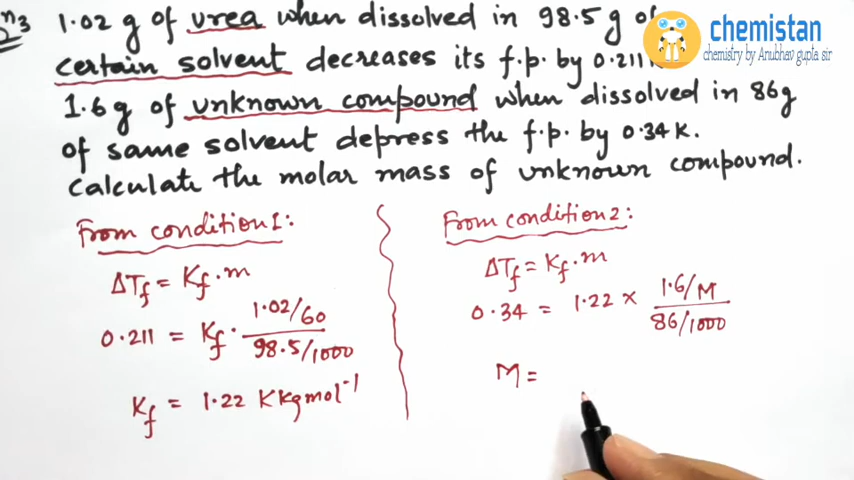 n3 1.02 g of urea when dissolved in 98.5 g of
certain solvent decreases its f.p. by 0.211K
1.6 g of unknown compound when dissolved in 86g
of same solvent depress the f.p. by 0.34K.
Calculate the molar mass of unknown compound.
chemistan
chemistry by Anubhav gupta sir
From condition 1:
ΔTf = Kf.m
0.211 = Kf. 1.02/60
98.5/1000
Kf = 1.22 K kg mol-1
From condition 2:
ΔTf = Kf.m
0.34 = 1.22 × 1.6/M
86/1000
M =